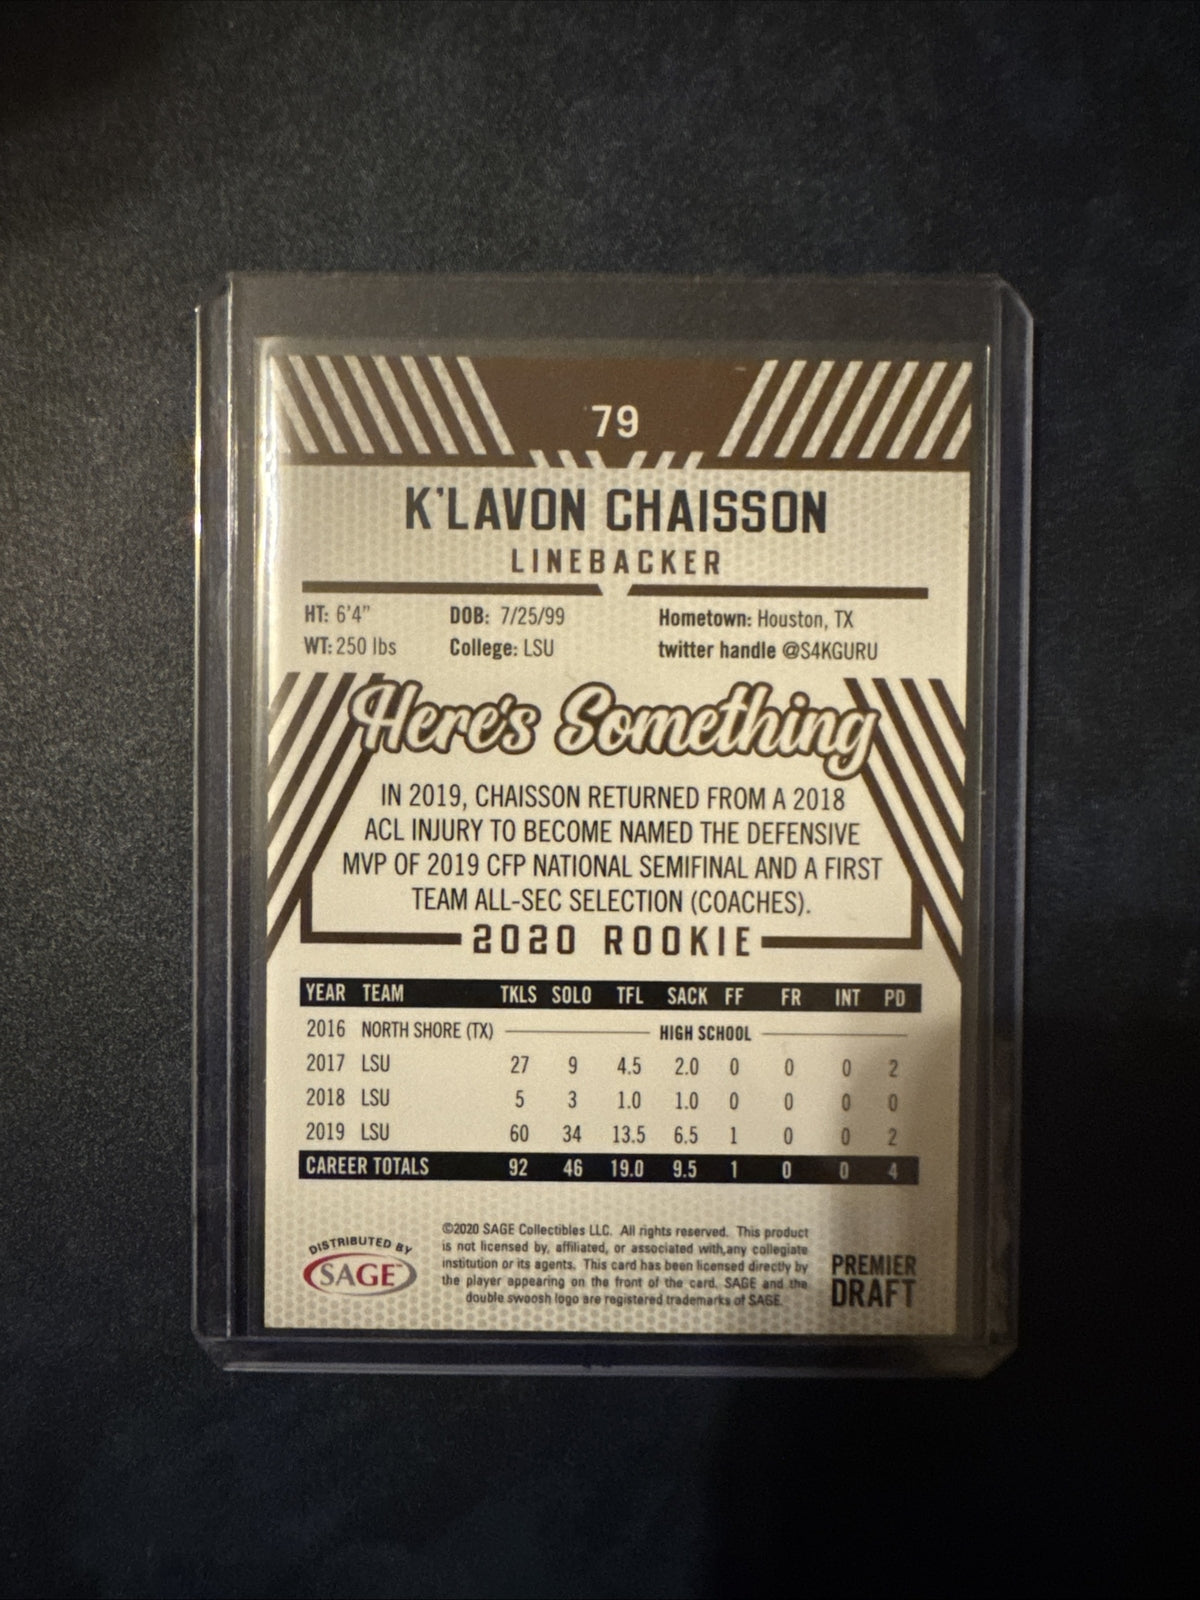 79
K'LAVON CHAISSON
LINEBACKER
HT: 6'4" DOB: 7/25/99 Hometown: Houston, TX
WT: 250 lbs College: LSU twitter handle @S4KGURU
Here's Something
IN 2019, CHAISSON RETURNED FROM A 2018
ACL INJURY TO BECOME NAMED THE DEFENSIVE
MVP OF 2019 CFP NATIONAL SEMIFINAL AND A FIRST
TEAM ALL-SEC SELECTION (COACHES).
2020 ROOKIE
YEAR TEAM TKLS SOLO TFL SACK FF FR INT PD
2016 NORTH SHORE (TX) HIGH SCHOOL
2017 LSU 27 9 4.5 2.0 0 0 0 2
2018 LSU 5 3 1.0 1.0 0 0 0 0
2019 LSU 60 34 13.5 6.5 1 0 0 2
CAREER TOTALS 92 46 19.0 9.5 1 0 0 4
DISTRIBUTED BY
SAGE™
©2020 SAGE Collectibles LLC. All rights reserved. This product
is not licensed by, affiliated, or associated with,any collegiate
institution or its agents. This card has been licensed directly by
the player appearing on the front of the card. SAGE and the
double swoosh logo are registered trademarks of SAGE.
PREMIER
DRAFT